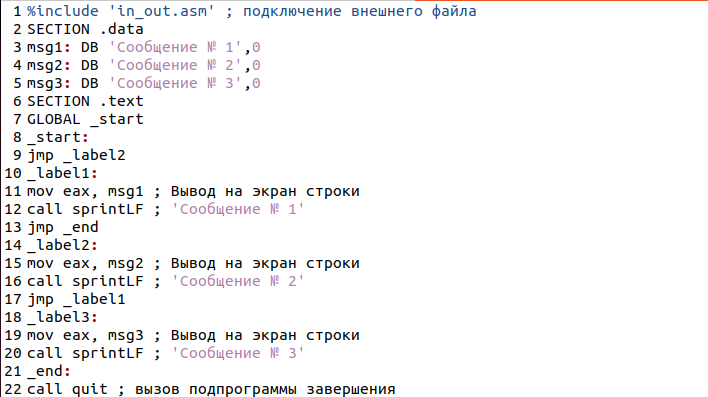 1 %include 'in_out.asm' ; подключение внешнего файла
2 SECTION .data
3 msg1: DB 'Сообщение № 1',0
4 msg2: DB 'Сообщение № 2',0
5 msg3: DB 'Сообщение № 3',0
6 SECTION .text
7 GLOBAL _start
8 _start:
9 jmp _label2
10 _label1:
11 mov eax, msg1 ; Вывод на экран строки
12 call sprintLF ; 'Сообщение № 1'
13 jmp _end
14 _label2:
15 mov eax, msg2 ; Вывод на экран строки
16 call sprintLF ; 'Сообщение № 2'
17 jmp _label1
18 _label3:
19 mov eax, msg3 ; Вывод на экран строки
20 call sprintLF ; 'Сообщение № 3'
21 _end:
22 call quit ; вызов подпрограммы завершения